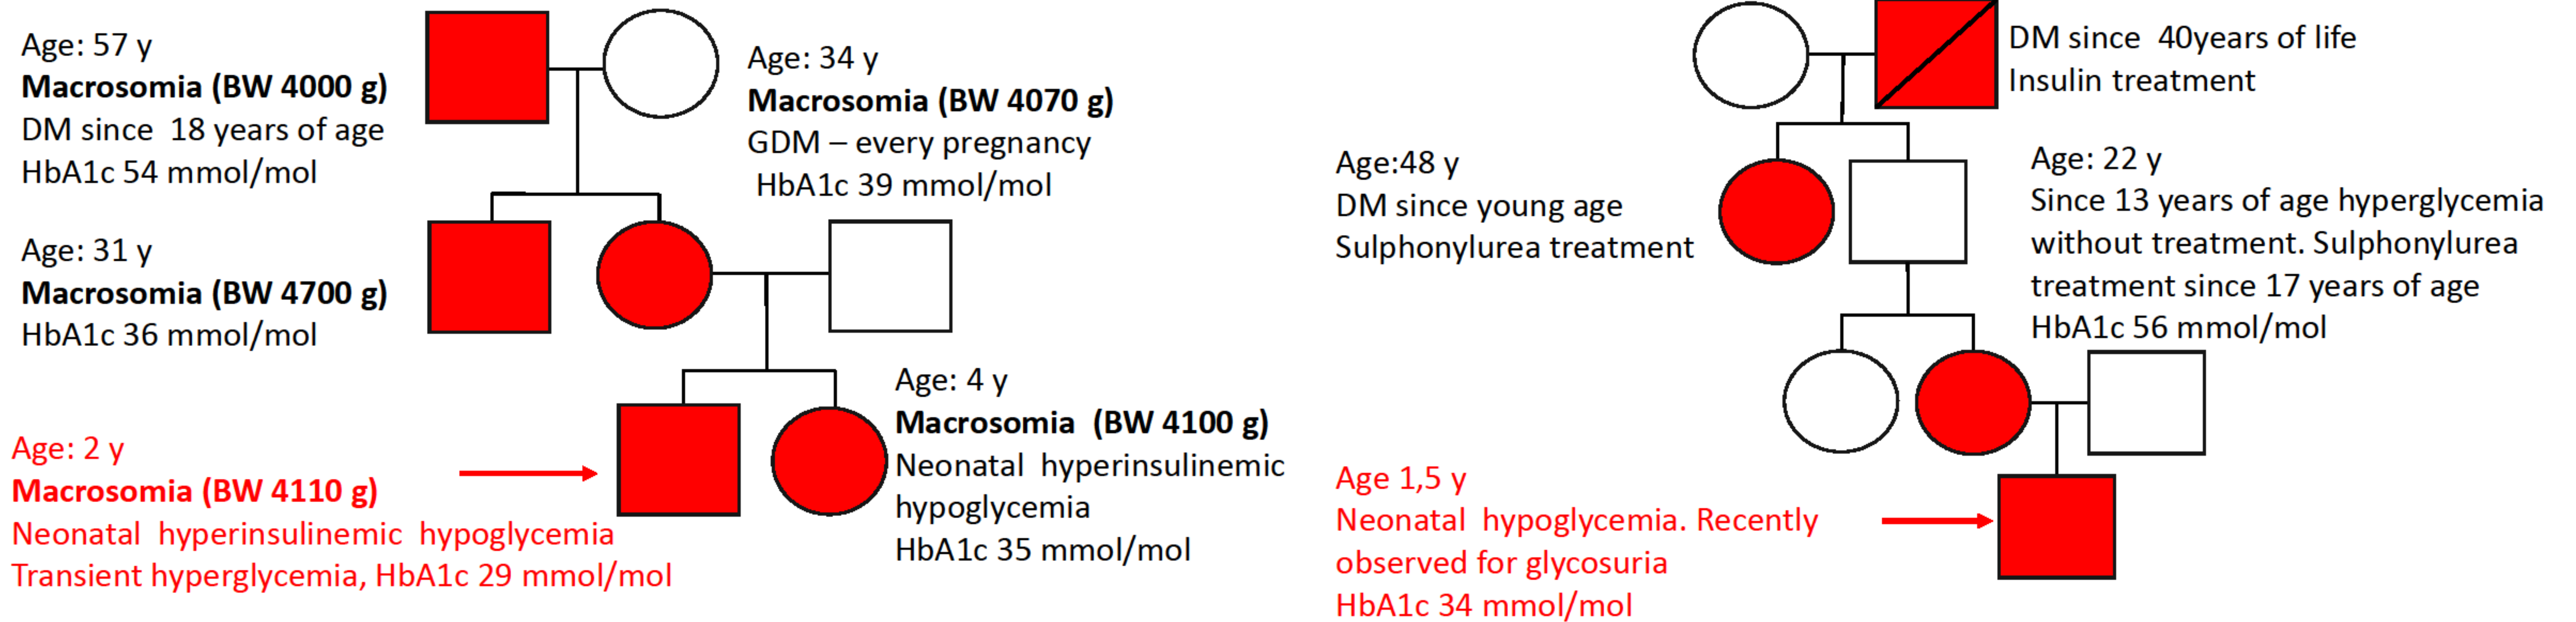 Age: 57 y
Macrosomia (BW 4000 g)
DM since 18 years of age
HbA1c 54 mmol/mol
Age: 34 y
Macrosomia (BW 4070 g)
GDM – every pregnancy
HbA1c 39 mmol/mol
Age: 31 y
Macrosomia (BW 4700 g)
HbA1c 36 mmol/mol
Age: 4 y
Macrosomia (BW 4100 g)
Neonatal hyperinsulinemic
hypoglycemia
HbA1c 35 mmol/mol
Age: 2 y
Macrosomia (BW 4110 g)
Neonatal hyperinsulinemic hypoglycemia
Transient hyperglycemia, HbA1c 29 mmol/mol
DM since 40years of life
Insulin treatment
Age:48 y
DM since young age
Sulphonylurea treatment
Age: 22 y
Since 13 years of age hyperglycemia
without treatment. Sulphonylurea
treatment since 17 years of age
HbA1c 56 mmol/mol
Age 1,5 y
Neonatal hypoglycemia. Recently
observed for glycosuria
HbA1c 34 mmol/mol